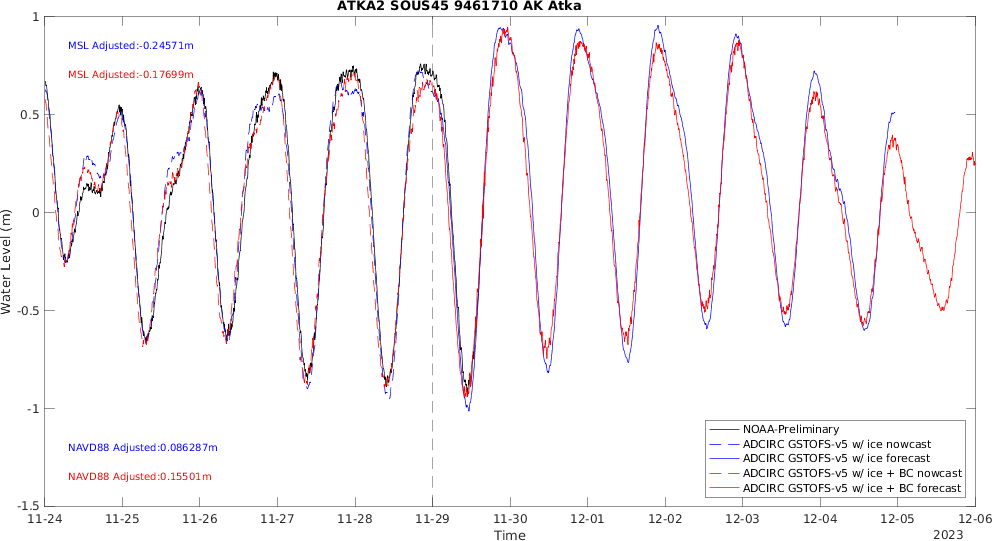 ATKA2 SOUS45 9461710 AK Atka
MSL Adjusted:-0.24571m
MSL Adjusted:-0.17699m
NAVD88 Adjusted:0.086287m
NAVD88 Adjusted:0.15501m
Water Level (m)
1
0.5
0
-0.5
-1
-1.5
NOAA-Preliminary
ADCIRC GSTOFS-v5 w/ ice nowcast
ADCIRC GSTOFS-v5 w/ ice forecast
ADCIRC GSTOFS-v5 w/ ice + BC nowcast
ADCIRC GSTOFS-v5 w/ ice + BC forecast
11-24 11-25 11-26 11-27 11-28 11-29 11-30 12-01 12-02 12-03 12-04 12-05 12-06
Time
2023